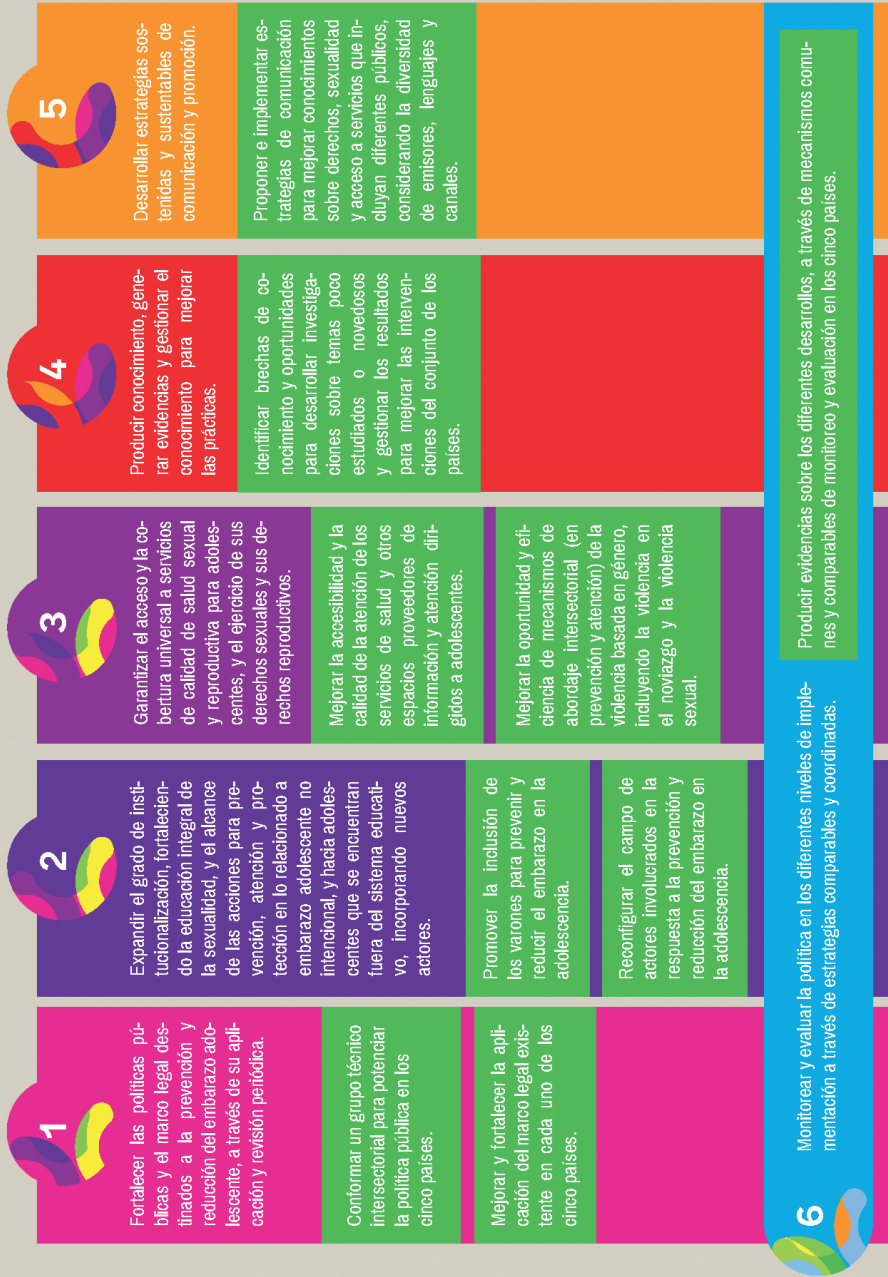 1
Fortalecer las políticas pú-
blicas y el marco legal des-
tinados a la prevención y
reducción del embarazo ado-
lescente, a través de su apli-
cación y revisión periódica.
Conformar un grupo técnico
intersectorial para potenciar
la política pública en los
cinco países.
Mejorar y fortalecer la apli-
cación del marco legal exis-
tente en cada uno de los
cinco países.
2
Expandir el grado de insti-
tucionalización, fortalecien-
do la educación integral de
la sexualidad, y el alcance
de las acciones para pre-
vención, atención y pro-
tección en lo relacionado a
embarazo adolescente no
intencional, y hacia adoles-
centes que se encuentran
fuera del sistema educati-
vo, incorporando nuevos
actores.
Promover la inclusión de
los varones para prevenir y
reducir el embarazo en la
adolescencia.
Reconfigurar el campo de
actores involucrados en la
respuesta a la prevención y
reducción del embarazo en
la adolescencia.
3
Garantizar el acceso y la co-
bertura universal a servicios
de calidad de salud sexual
y reproductiva para adoles-
centes, y el ejercicio de sus
derechos sexuales y sus de-
rechos reproductivos.
Mejorar la accesibilidad y la
calidad de la atención de los
servicios de salud y otros
espacios proveedores de
información y atención diri-
gidos a adolescentes.
Mejorar la oportunidad y efi-
ciencia de mecanismos de
abordaje intersectorial (en
prevención y atención) de la
violencia basada en género,
incluyendo la violencia en
el noviazgo y la violencia
sexual.
4
Producir conocimiento, gene-
rar evidencias y gestionar el
conocimiento para mejorar
las prácticas.
Identificar brechas de co-
nocimiento y oportunidades
para desarrollar investiga-
ciones sobre temas poco
estudiados o novedosos
y gestionar los resultados
para mejorar las interven-
ciones del conjunto de los
países.
5
Desarrollar estrategias sos-
tenidas y sustentables de
comunicación y promoción.
Proponer e implementar es-
trategias de comunicación
para mejorar conocimientos
sobre derechos, sexualidad
y acceso a servicios que in-
cluyan diferentes públicos,
considerando la diversidad
de emisores, lenguajes y
canales.
6
Monitorear y evaluar la política en los diferentes niveles de imple-
mentación a través de estrategias comparables y coordinadas.
Producir evidencias sobre los diferentes desarrollos, a través de mecanismos comu-
nes y comparables de monitoreo y evaluación en los cinco países.